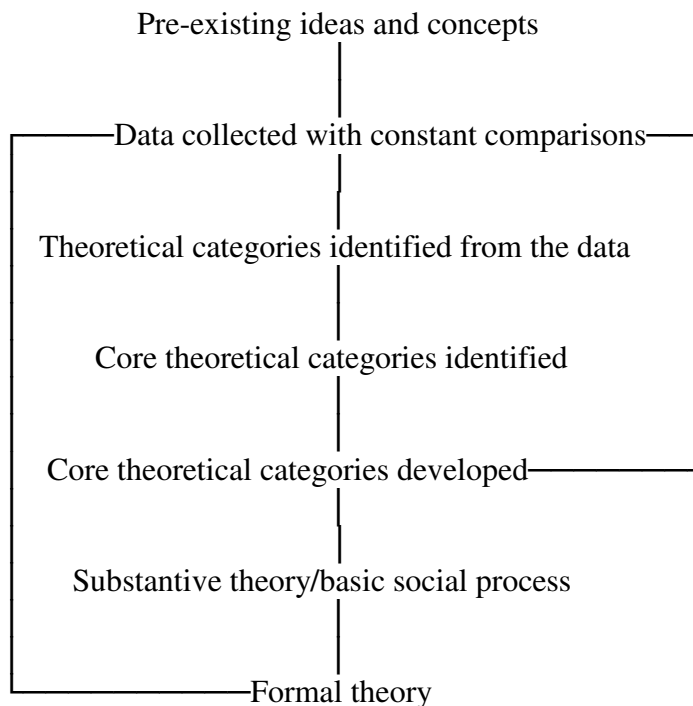 Pre-existing ideas and concepts
Data collected with constant comparisons
Theoretical categories identified from the data
Core theoretical categories identified
Core theoretical categories developed
Substantive theory/basic social process
Formal theory